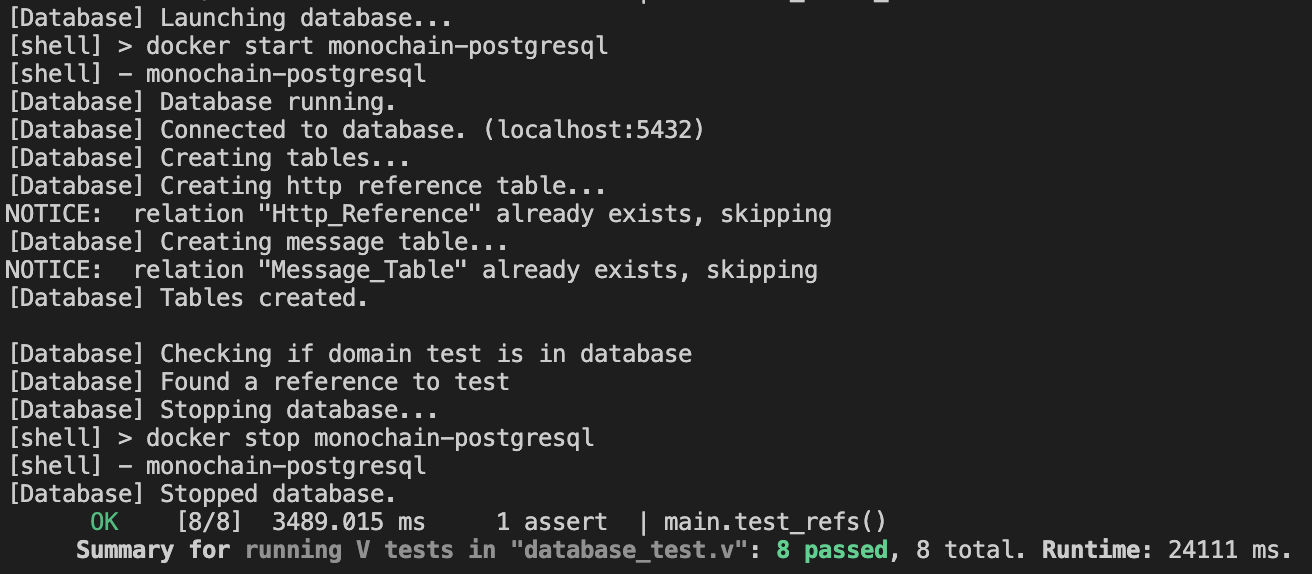 [Database] Launching database...
[shell] > docker start monochain-postgresql
[shell] - monochain-postgresql
[Database] Database running.
[Database] Connected to database. (localhost:5432)
[Database] Creating tables...
[Database] Creating http reference table...
NOTICE:  relation "Http_Reference" already exists, skipping
[Database] Creating message table...
NOTICE:  relation "Message_Table" already exists, skipping
[Database] Tables created.
[Database] Checking if domain test is in database
[Database] Found a reference to test
[Database] Stopping database...
[shell] > docker stop monochain-postgresql
[shell] - monochain-postgresql
[Database] Stopped database.
OK    [8/8]  3489.015 ms     1 assert  | main.test_refs()
Summary for running V tests in "database_test.v": 8 passed, 8 total. Runtime: 24111 ms.